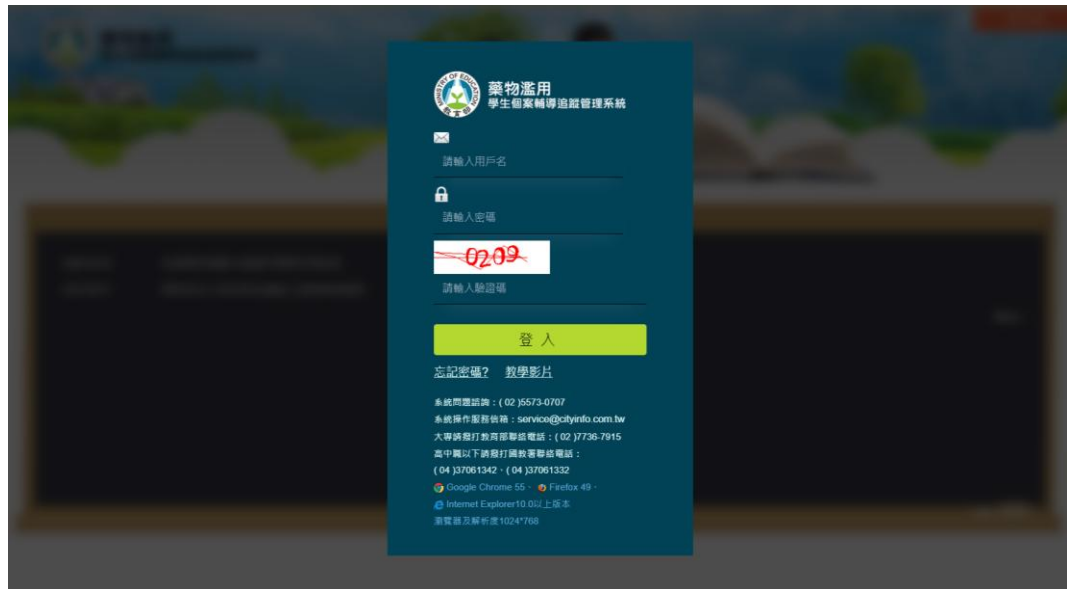 MINISTRY OF EDUCATION
教育部
藥物濫用
學生個案輔導追蹤管理系統
請輸入用戶名
請輸入密碼
0209
請輸入驗證碼
登 入
忘記密碼? 教學影片
系統問題諮詢：( 02 )5573-0707
系統操作服務信箱：service@cityinfo.com.tw
大專請撥打教育部聯絡電話：( 02 )7736-7915
高中職以下請撥打國教署聯絡電話：
( 04 )37061342、( 04 )37061332
Google Chrome 55、 Firefox 49、
Internet Explorer10.0以上版本
瀏覽器及解析度1024*768